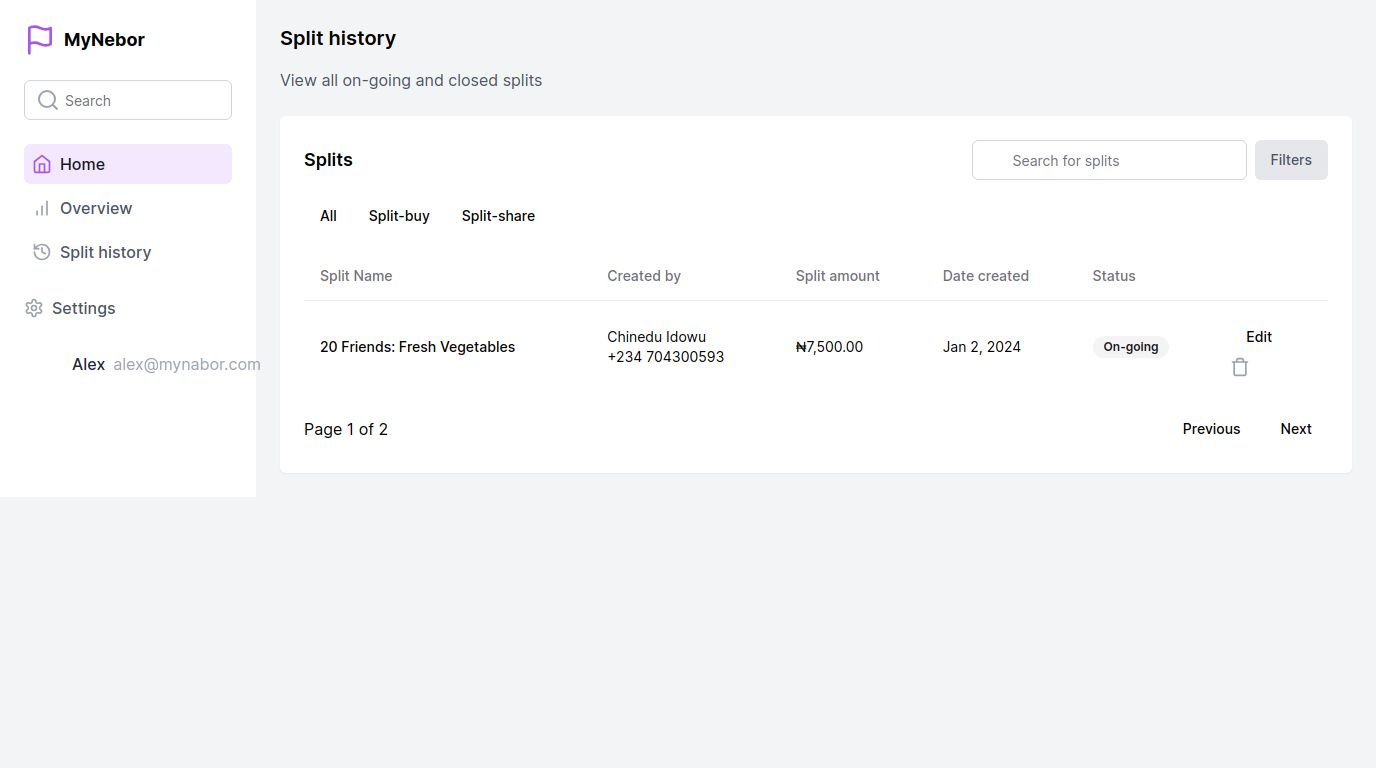 MyNebor
Search
Home
Overview
Split history
Settings
Alex alex@mynabor.com
Split history
View all on-going and closed splits
Splits
Search for splits
Filters
All Split-buy Split-share
Split Name Created by Split amount Date created Status
20 Friends: Fresh Vegetables Chinedu Idowu ₦7,500.00 Jan 2, 2024 On-going Edit
+234 704300593
Page 1 of 2 Previous Next